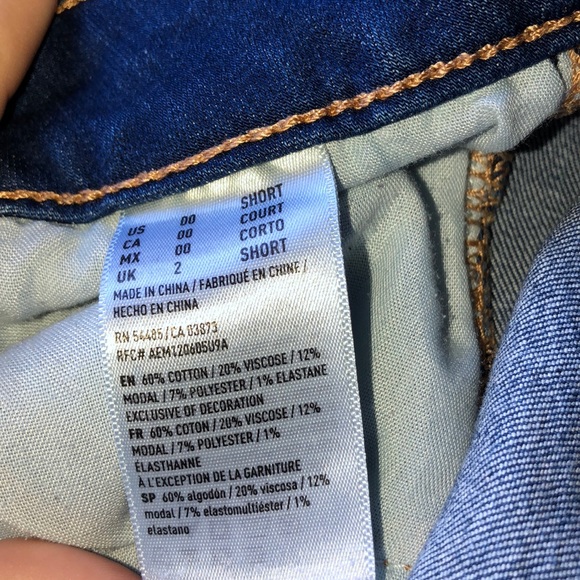 US 00 SHORT
CA 00 COURT
MX 00 CORTO
UK 2 SHORT
MADE IN CHINA / FABRIQUÉ EN CHINE /
HECHO EN CHINA
RN 54485 / CA 03873
RFC# AEM120605U9A
EN 60% COTTON / 20% VISCOSE / 12%
MODAL / 7% POLYESTER / 1% ELASTANE
EXCLUSIVE OF DECORATION
FR 60% COTON / 20% VISCOSE / 12%
MODAL / 7% POLYESTER / 1%
ÉLASTHANNE
À L'EXCEPTION DE LA GARNITURE
SP 60% algodón / 20% viscosa / 12%
modal / 7% elastomultiéster / 1%
elastano